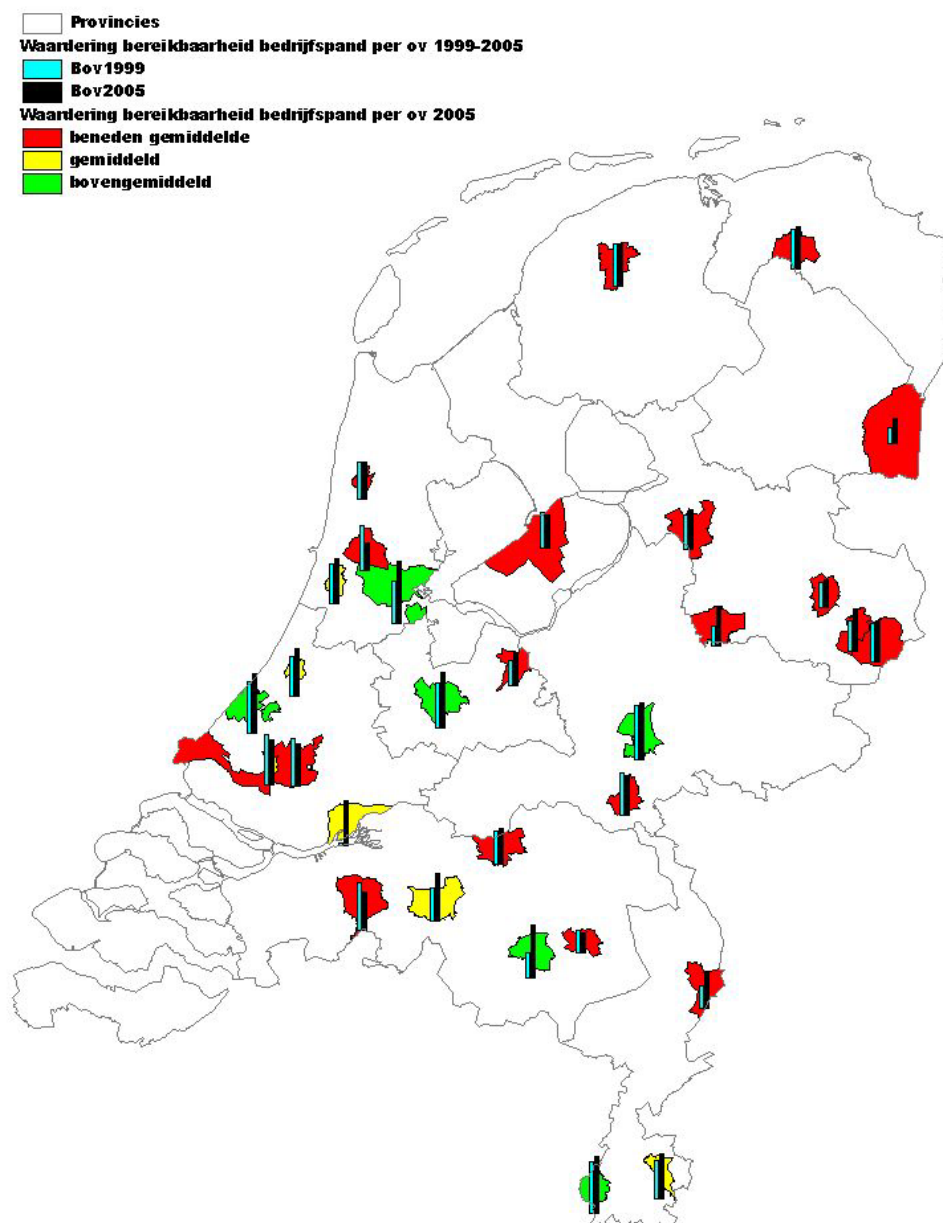 Provincies
Waardering bereikbaarheid bedrijfspand per ov 1999-2005
Bov1999
Bov2005
Waardering bereikbaarheid bedrijfspand per ov 2005
beneden gemiddelde
gemiddeld
bovengemiddeld